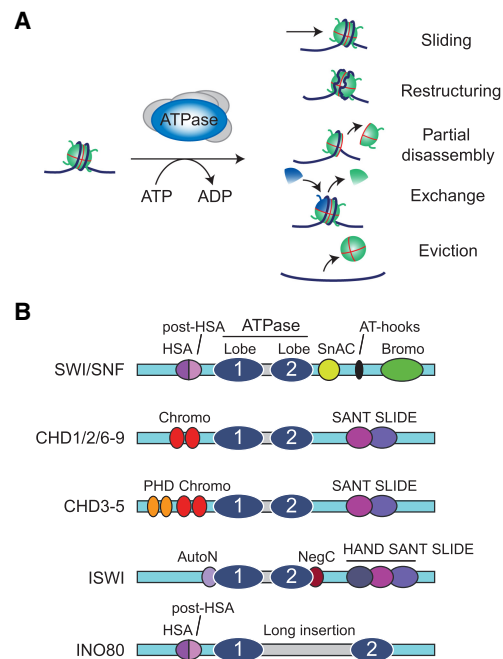 A
Sliding
Restructuring
ATPase
Partial
disassembly
ATP ADP
Exchange
Eviction
B
post-HSA ATPase AT-hooks
HSA Lobe Lobe SnAC Bromo
SWI/SNF 1 2
Chromo SANT SLIDE
CHD1/2/6-9 1 2
PHD Chromo SANT SLIDE
CHD3-5 1 2
AutoN NegC HAND SANT SLIDE
ISWI 1 2
post-HSA
HSA Long insertion
INO80 1 2